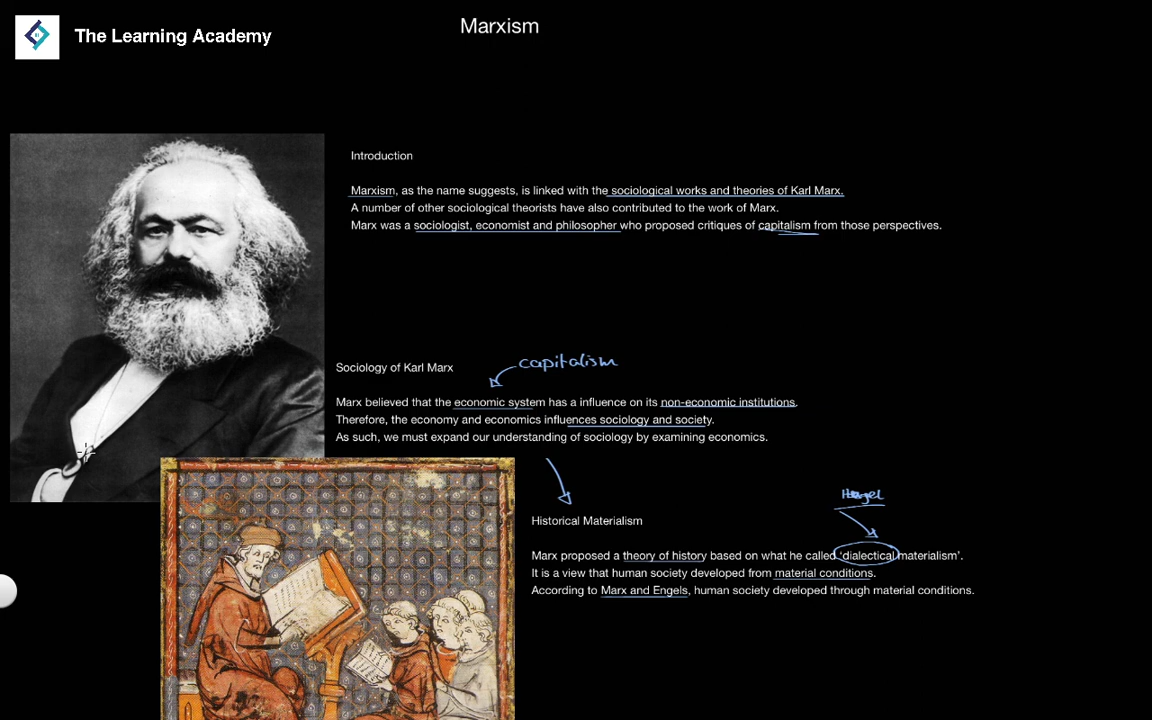 The Learning Academy
Marxism
Introduction
Marxism, as the name suggests, is linked with the sociological works and theories of Karl Marx.
A number of other sociological theorists have also contributed to the work of Marx.
Marx was a sociologist, economist and philosopher who proposed critiques of capitalism from those perspectives.
capitalism
Sociology of Karl Marx
Marx believed that the economic system has a influence on its non-economic institutions.
Therefore, the economy and economics influences sociology and society.
As such, we must expand our understanding of sociology by examining economics.
Hegel
Historical Materialism
Marx proposed a theory of history based on what he called 'dialectical materialism'.
It is a view that human society developed from material conditions.
According to Marx and Engels, human society developed through material conditions.